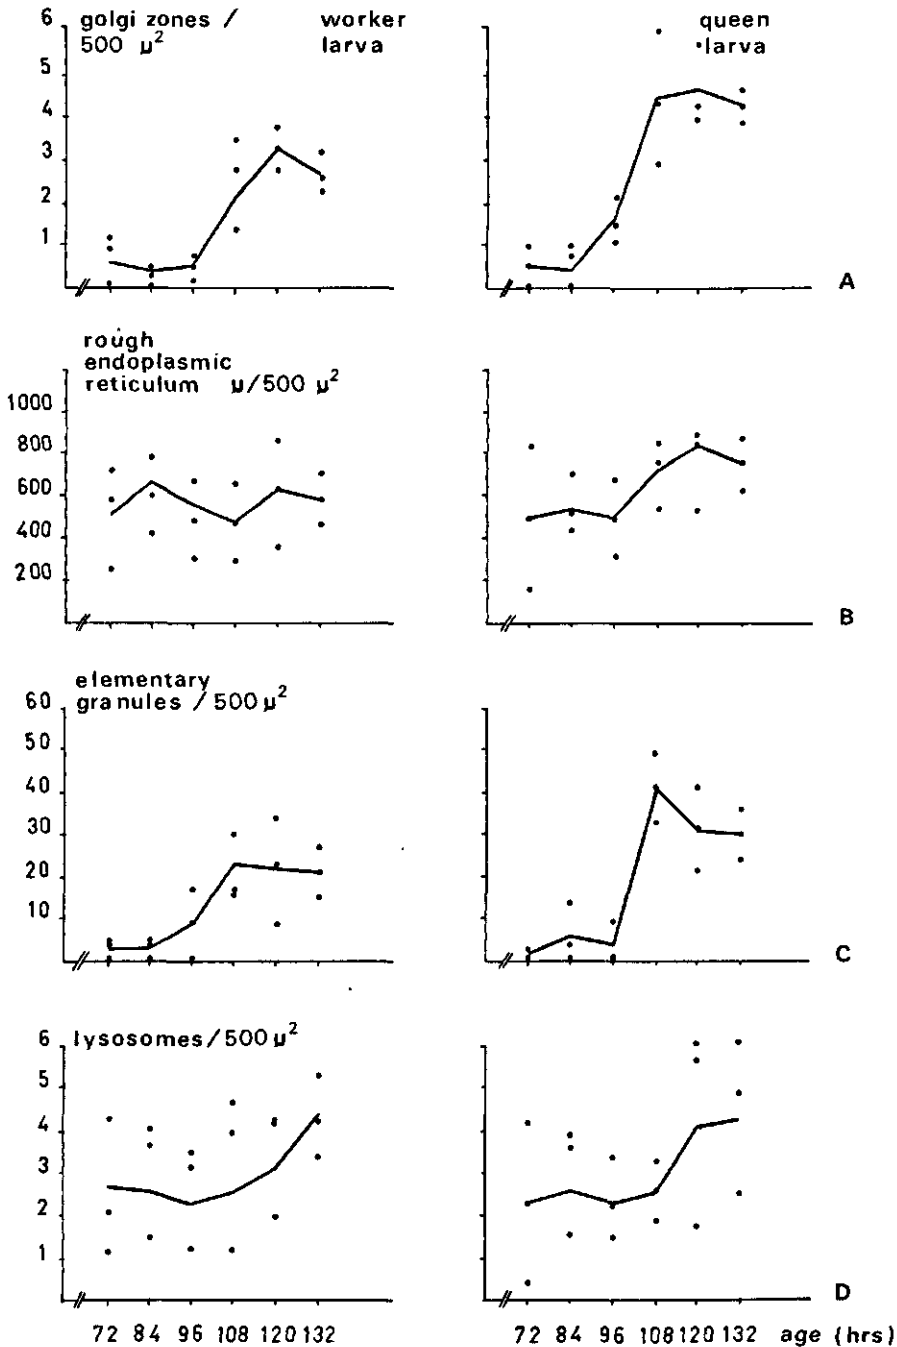 golgi zones / 500 µ²
worker larva
queen larva
6
5
4
3
2
1
A
rough endoplasmic reticulum µ/500 µ²
1000
800
600
400
200
B
elementary granules / 500 µ²
60
50
40
30
20
10
C
lysosomes/500 µ²
6
5
4
3
2
1
D
72 84 96 108 120 132
72 84 96 108 120 132 age (hrs)